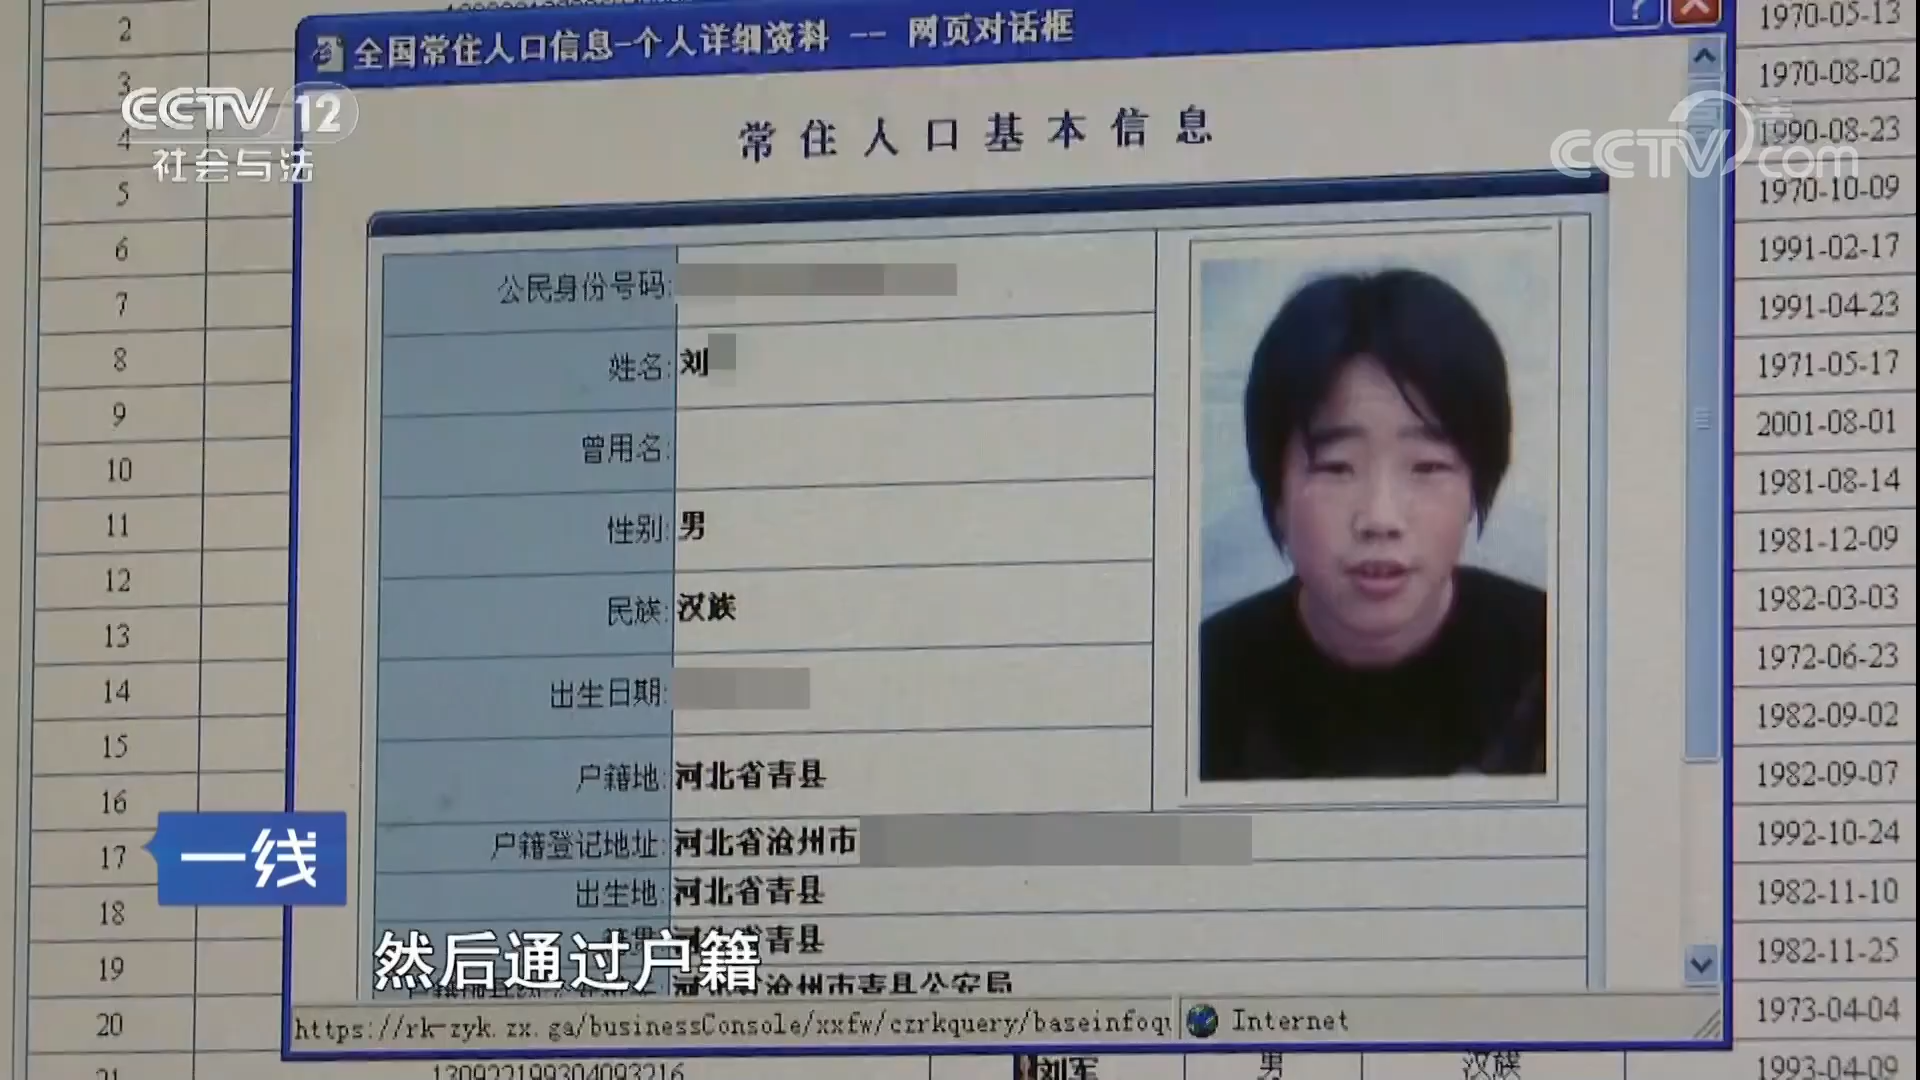 全国常住人口信息-个人详细资料 -- 网页对话框
CCTV 12
社会与法
CCTV.com
常住人口基本信息
公民身份号码:
姓名: 刘
曾用名:
性别: 男
民族: 汉族
出生日期:
户籍地: 河北省青县
户籍登记地址: 河北省沧州市
出生地: 河北省青县
青县
沧州市青县公安局
https://rk-zyk.zx.ga/businessConsole/xxfw/czrkquery/baseinfoqu
Internet
一线
然后通过户籍
2
3
4
5
6
7
8
9
10
11
12
13
14
15
16
17
18
19
20
1970-05-13
1970-08-02
1990-08-23
1970-10-09
1991-02-17
1991-04-23
1971-05-17
2001-08-01
1981-08-14
1981-12-09
1982-03-03
1972-06-23
1982-09-02
1982-09-07
1992-10-24
1982-11-10
1982-11-25
1973-04-04
1993-04-09
刘军 男 汉族